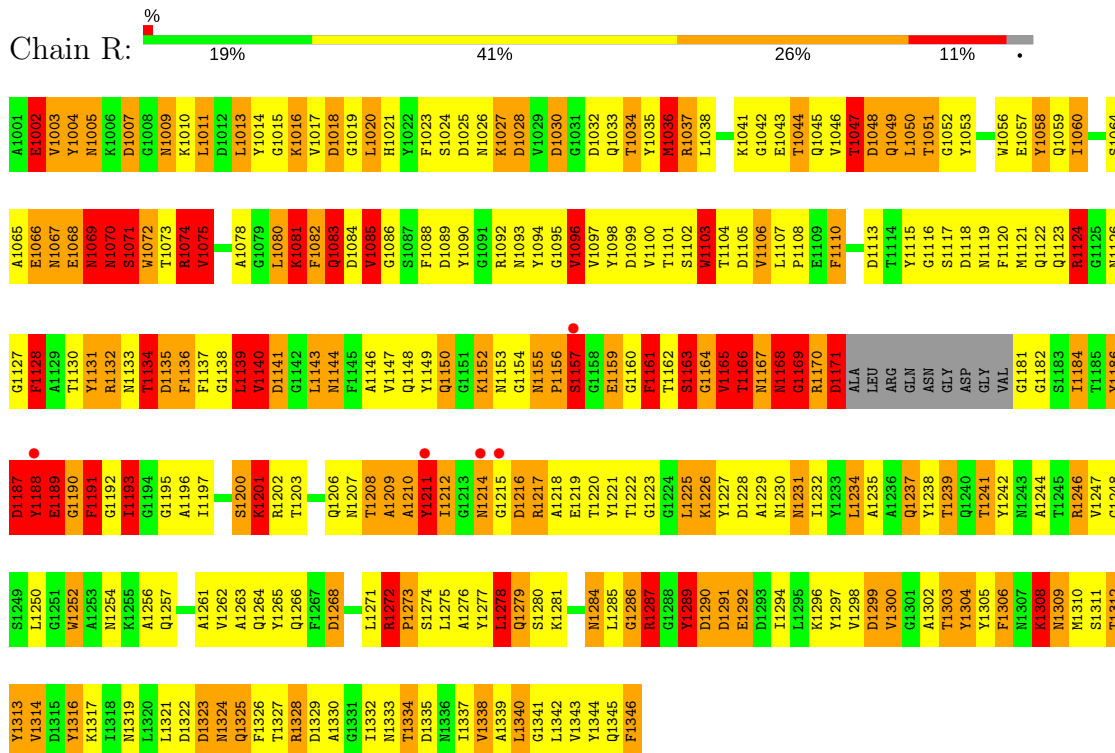 Chain R:
%
19% 41% 26% 11% •
A1001 E1002 V1003 Y1004 N1005 K1006 D1007 G1008 N1009 K1010 L1011 D1012 L1013 Y1014 G1015 K1016 V1017 D1018 G1019 L1020 H1021 Y1022 F1023 S1024 D1025 N1026 K1027 D1028 V1029 D1030 G1031 D1032 Q1033 T1034 Y1035 M1036 R1037 L1038 K1041 G1042 E1043 T1044 Q1045 V1046 T1047 D1048 Q1049 L1050 T1051 G1052 Y1053 W1056 E1057 Y1058 Q1059 I1060 S1064
A1065 E1066 N1067 E1068 N1069 N1070 S1071 W1072 T1073 R1074 V1075 A1078 G1079 L1080 K1081 F1082 Q1083 D1084 V1085 G1086 S1087 F1088 D1089 Y1090 G1091 R1092 N1093 Y1094 G1095 V1096 V1097 Y1098 D1099 V1100 T1101 S1102 W1103 T1104 D1105 V1106 L1107 P1108 E1109 F1110 D1113 T1114 Y1115 G1116 S1117 D1118 N1119 F1120 M1121 Q1122 Q1123 R1124 G1125 N1126
G1127 F1128 A1129 T1130 Y1131 R1132 N1133 T1134 D1135 F1136 F1137 G1138 L1139 V1140 D1141 G1142 L1143 N1144 F1145 A1146 V1147 Q1148 Y1149 Q1150 G1151 K1152 N1153 G1154 N1155 P1156 S1157 G1158 E1159 G1160 F1161 T1162 S1163 G1164 V1165 T1166 N1167 N1168 G1169 R1170 D1171 ALA LEU ARG GLN ASN GLY ASP GLY VAL G1181 G1182 S1183 I1184 T1185 Y1186
D1187 Y1188 E1189 G1190 F1191 G1192 I1193 G1194 G1195 A1196 I1197 S1200 K1201 R1202 T1203 Q1206 N1207 T1208 A1209 A1210 Y1211 I1212 G1213 N1214 G1215 D1216 R1217 A1218 E1219 T1220 Y1221 T1222 G1223 G1224 L1225 K1226 Y1227 D1228 A1229 N1230 N1231 I1232 Y1233 L1234 A1235 A1236 Q1237 Y1238 T1239 Q1240 T1241 Y1242 N1243 A1244 T1245 R1246 V1247 G1248
S1249 L1250 G1251 W1252 A1253 N1254 K1255 A1256 Q1257 A1261 V1262 A1263 Q1264 Y1265 Q1266 F1267 D1268 L1271 R1272 P1273 S1274 L1275 A1276 Y1277 L1278 Q1279 S1280 K1281 N1284 L1285 G1286 R1287 G1288 Y1289 D1290 D1291 E1292 D1293 I1294 L1295 K1296 Y1297 V1298 D1299 V1300 G1301 A1302 T1303 Y1304 Y1305 F1306 N1307 K1308 N1309 M1310 S1311 T1312
Y1313 V1314 D1315 Y1316 K1317 I1318 N1319 L1320 L1321 D1322 D1323 N1324 Q1325 F1326 T1327 R1328 D1329 A1330 G1331 I1332 N1333 T1334 D1335 N1336 I1337 V1338 A1339 L1340 G1341 L1342 V1343 Y1344 Q1345 F1346